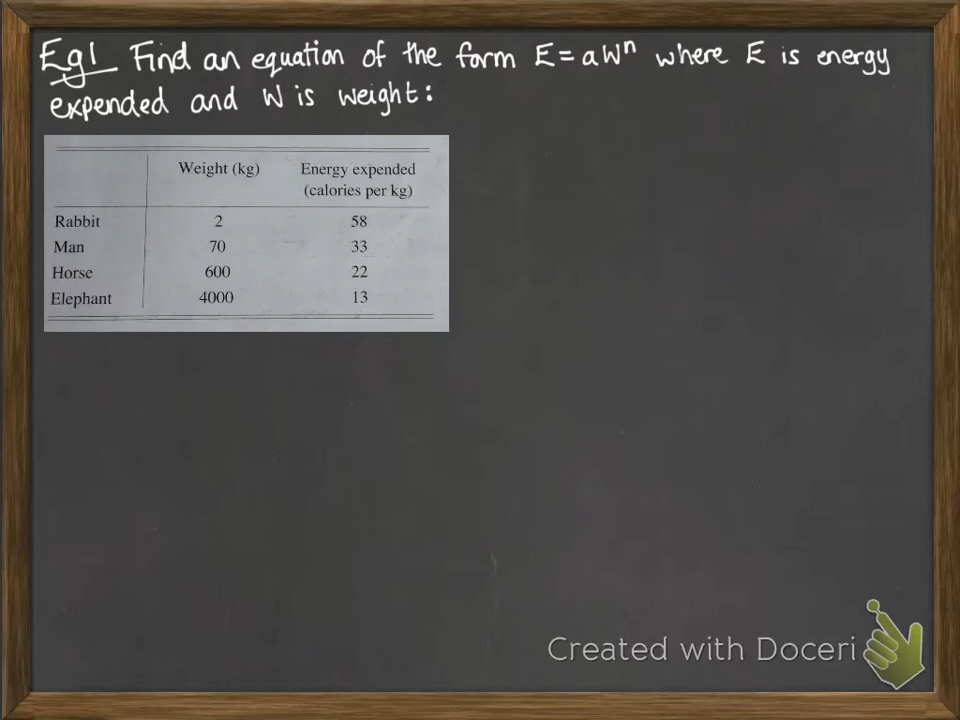 Eg1 Find an equation of the form E = aWⁿ where E is energy
expended and W is weight:
Weight (kg) Energy expended
(calories per kg)
Rabbit 2 58
Man 70 33
Horse 600 22
Elephant 4000 13
Created with Doceri